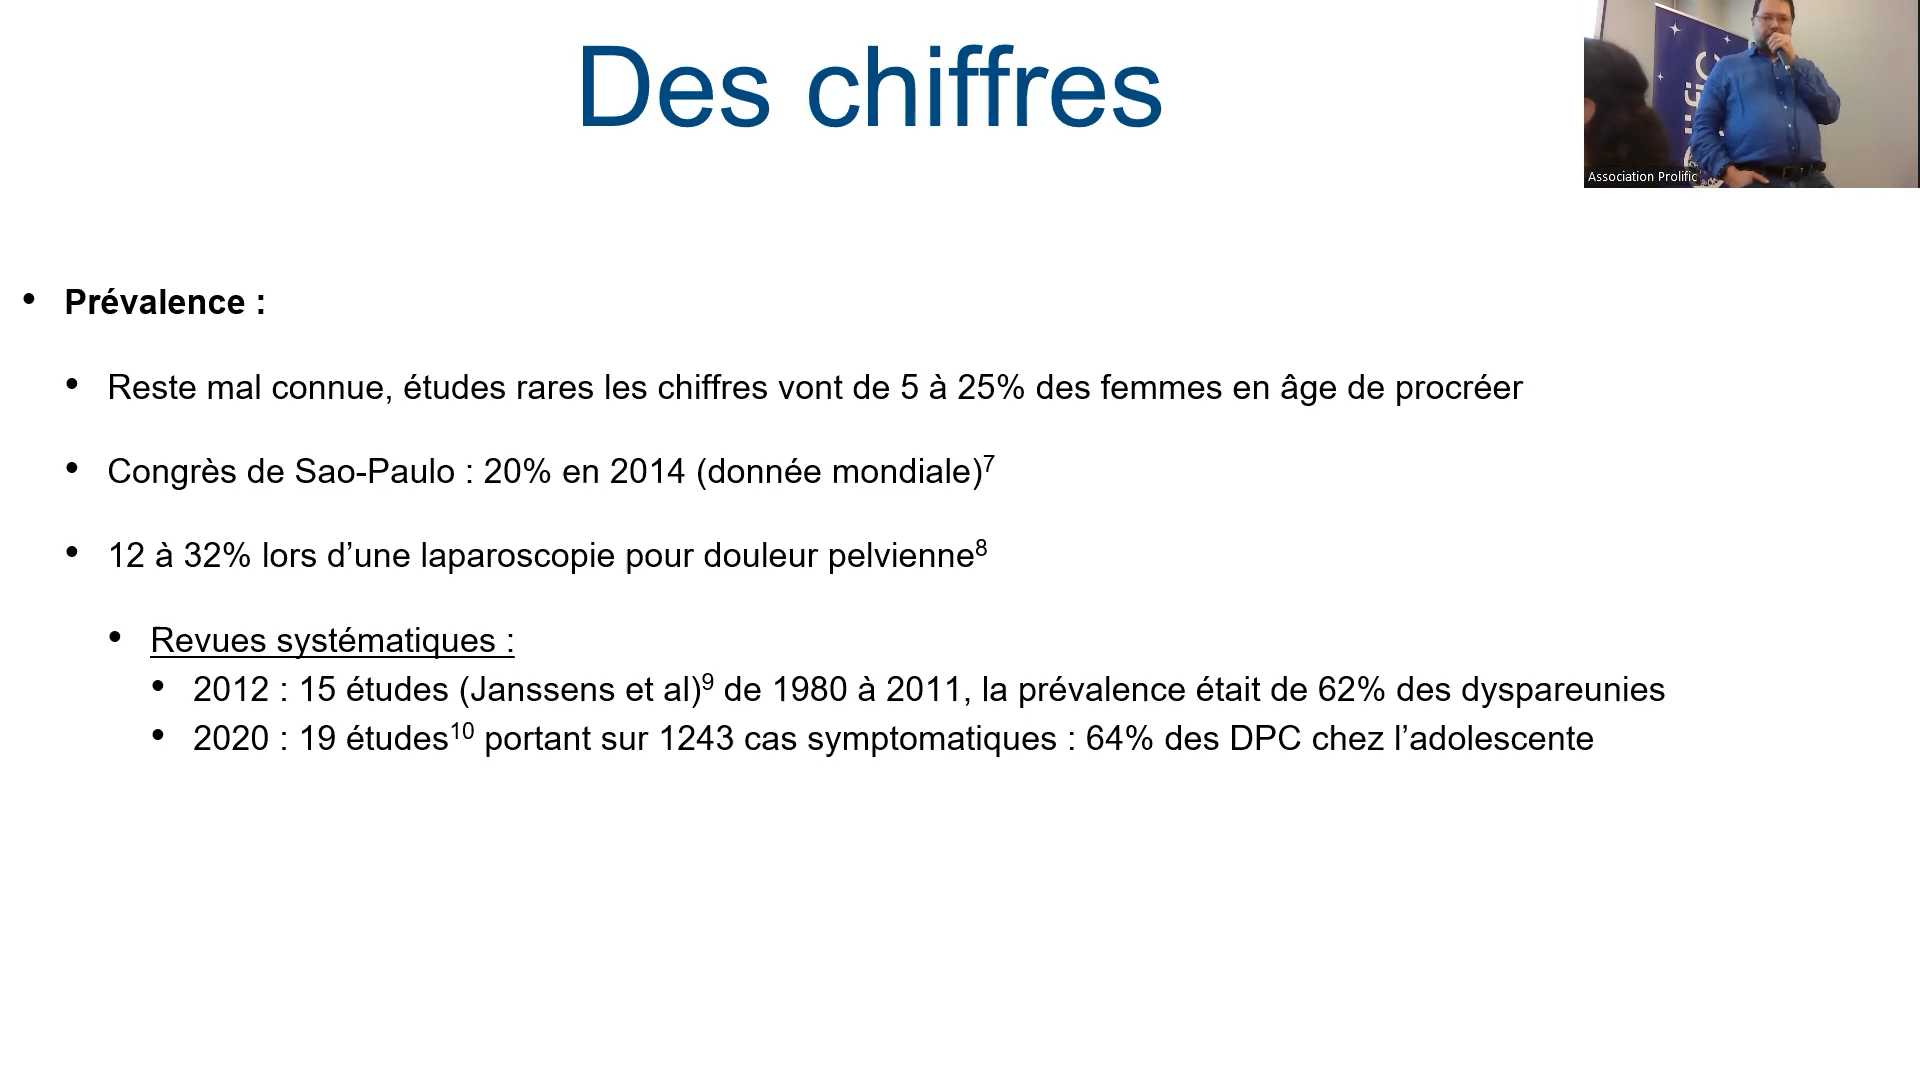 Des chiffres
Association Prolific
• Prévalence :
• Reste mal connue, études rares les chiffres vont de 5 à 25% des femmes en âge de procréer
• Congrès de Sao-Paulo : 20% en 2014 (donnée mondiale)⁷
• 12 à 32% lors d’une laparoscopie pour douleur pelvienne⁸
• Revues systématiques :
• 2012 : 15 études (Janssens et al)⁹ de 1980 à 2011, la prévalence était de 62% des dyspareunies
• 2020 : 19 études¹⁰ portant sur 1243 cas symptomatiques : 64% des DPC chez l’adolescente